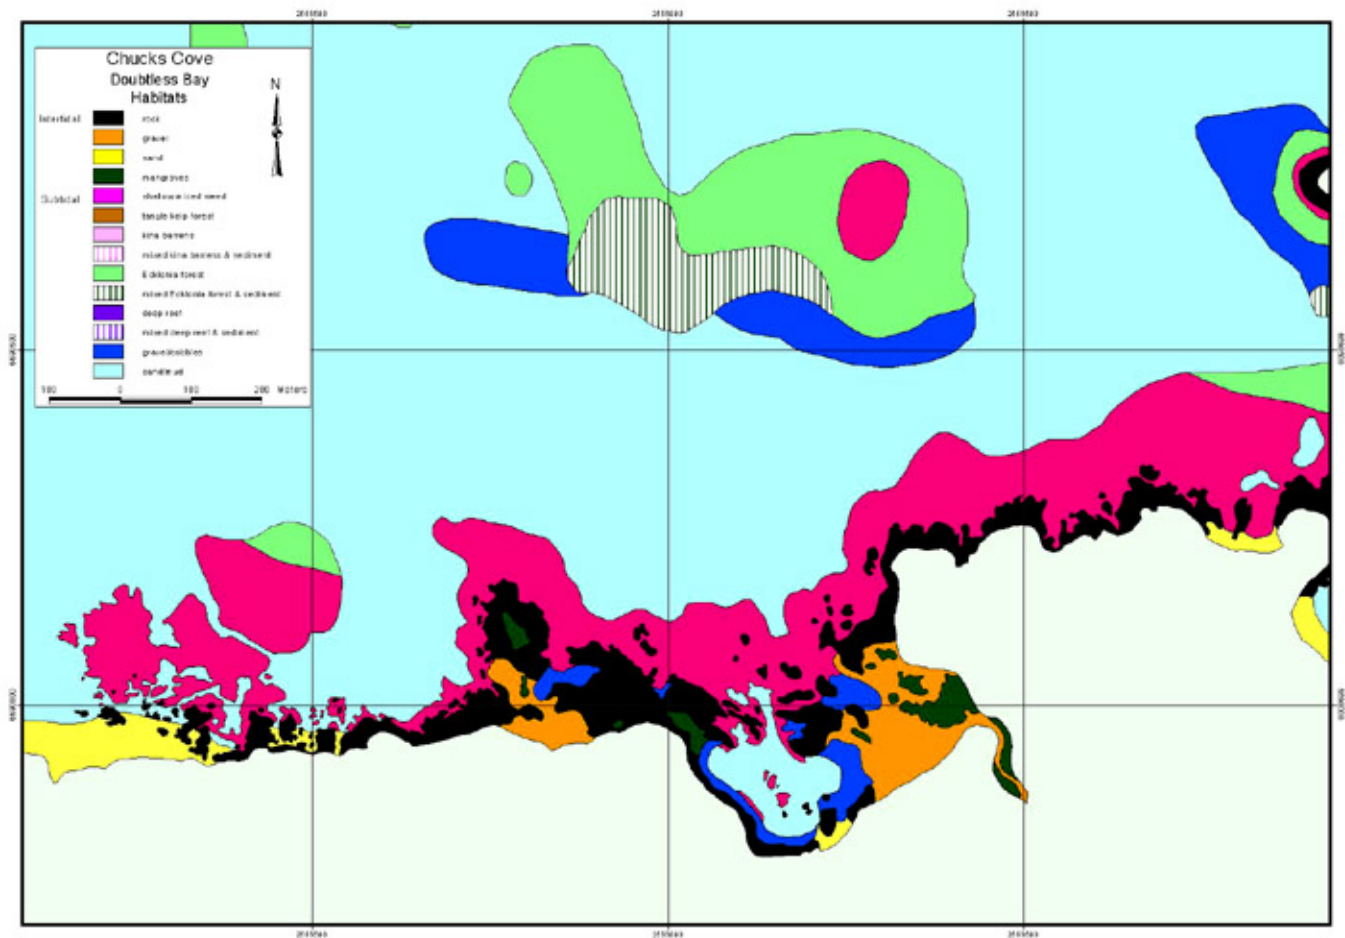 Chucks Cove
Doubtless Bay
Habitats
N
Intertidal
rock
gravel
sand
mangroves
Subtidal
shallow mixed weed
tangle kelp forest
kina barrens
mixed kina barrens & sediment
Ecklonia forest
mixed Ecklonia forest & sediment
deep reef
mixed deep reef & sediment
gravel/cobbles
sand/mud
100 0 100 200 Meters